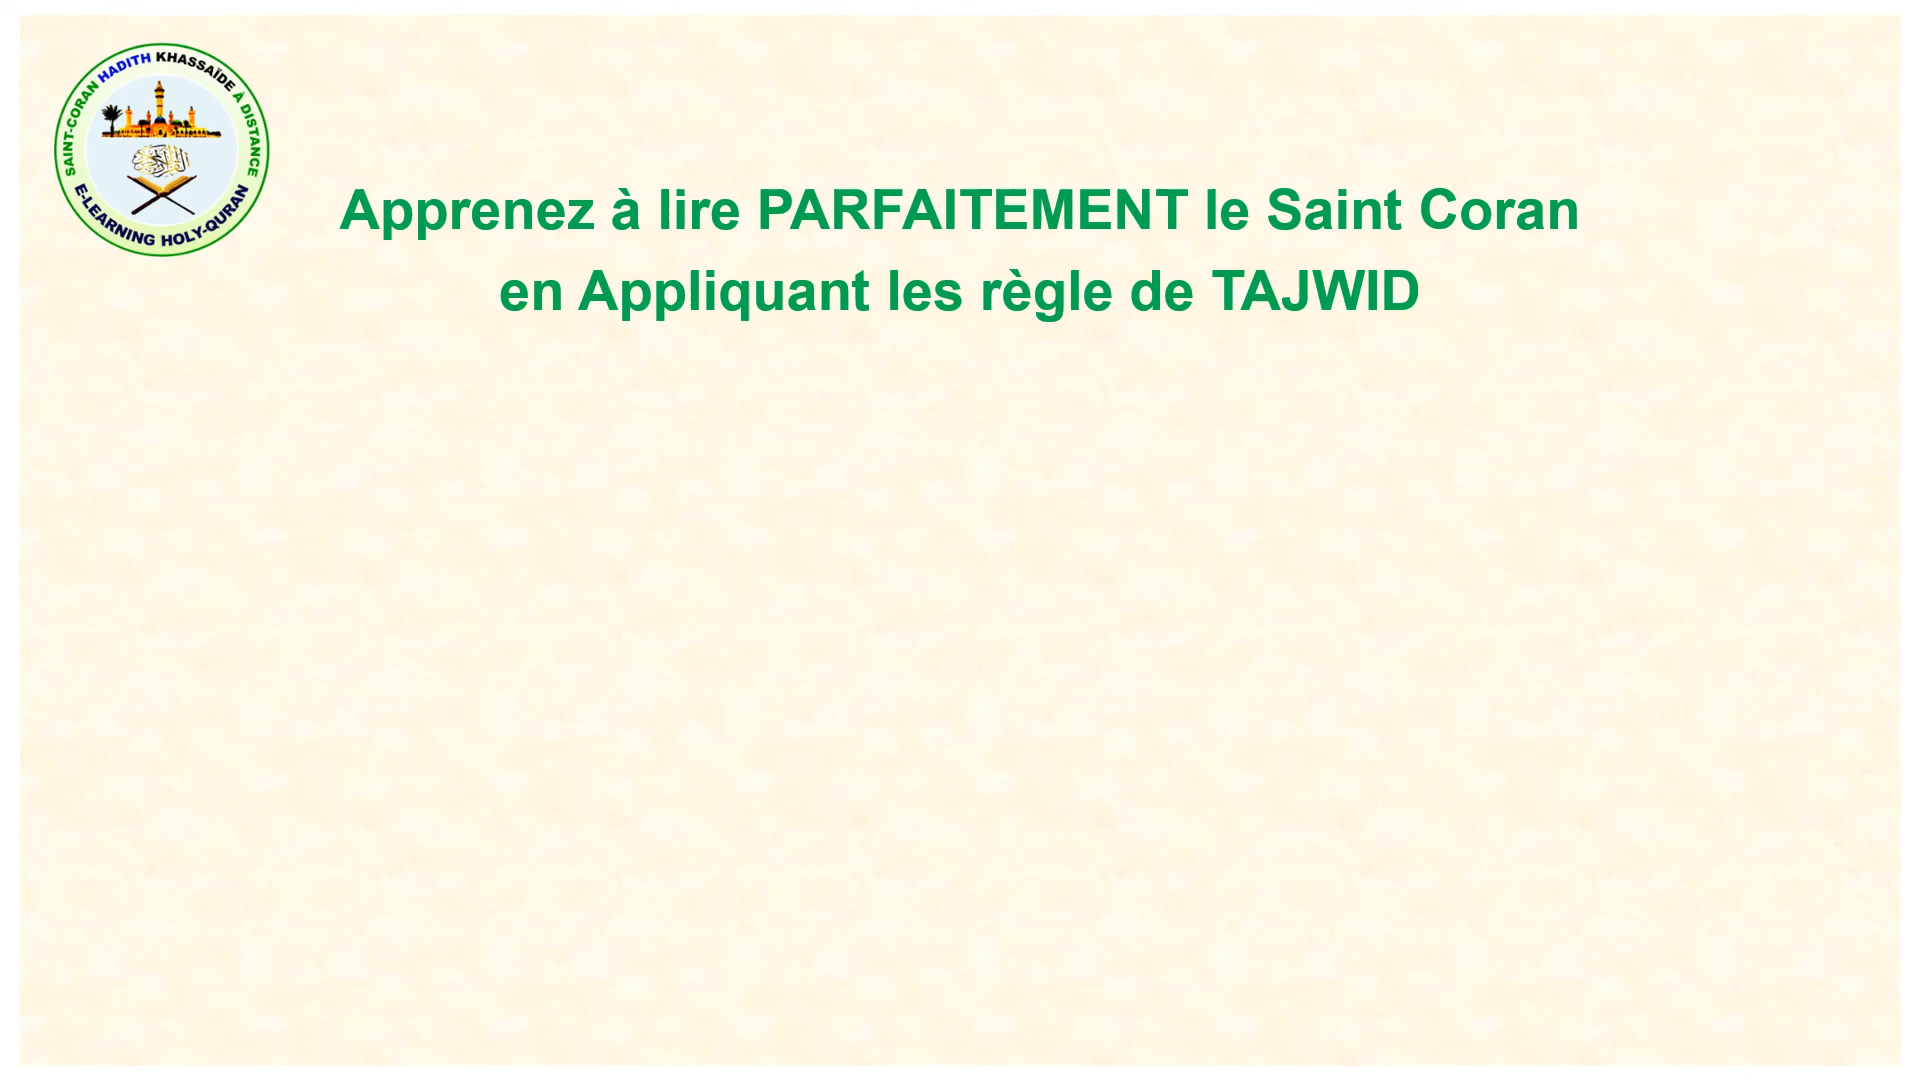 SAINT-CORAN HADITH KHASSAÏDE À DISTANCE
E-LEARNING HOLY-QURAN
Apprenez à lire PARFAITEMENT le Saint Coran
en Appliquant les règle de TAJWID